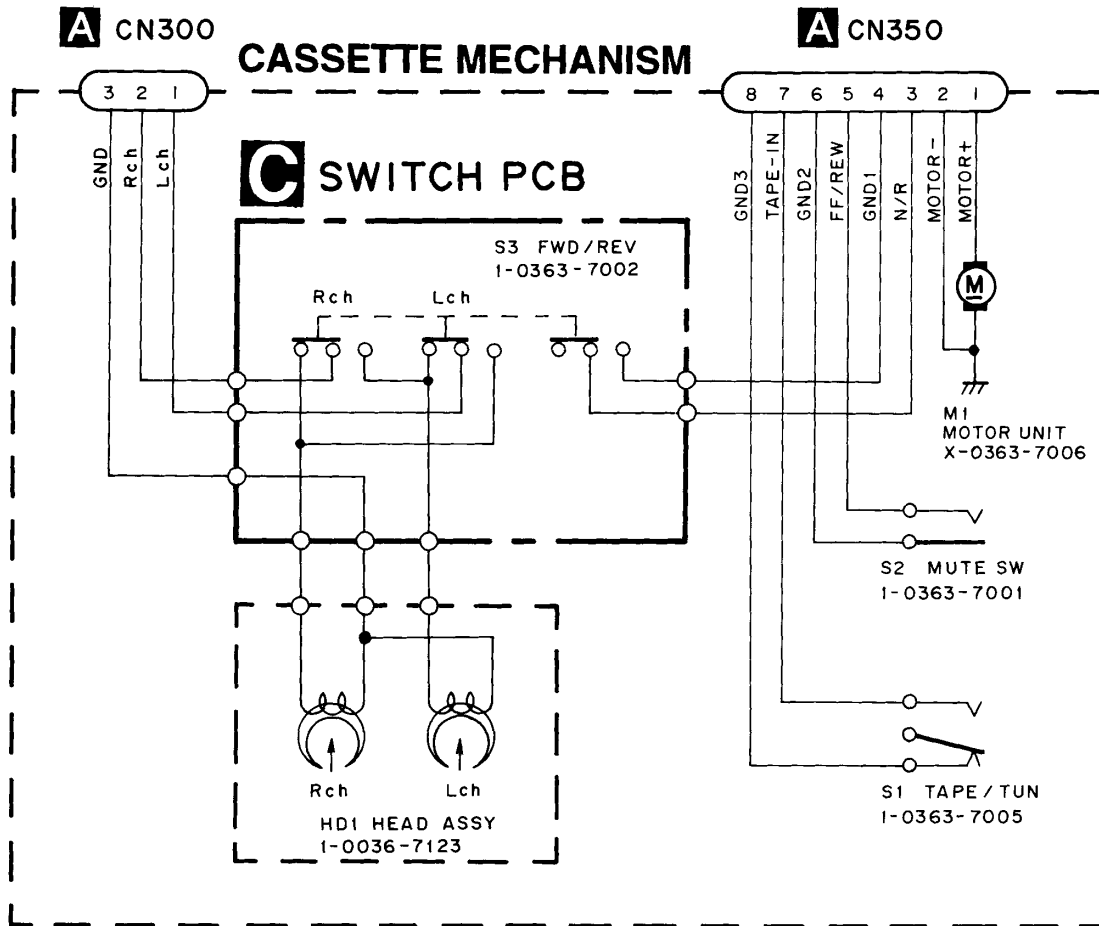 A CN300
A CN350
CASSETTE MECHANISM
3 2 1
8 7 6 5 4 3 2 1
GND
Rch
Lch
GND3
TAPE-IN
GND2
FF/REW
GND1
N/R
MOTOR-
MOTOR+
C SWITCH PCB
S3 FWD/REV
1-0363-7002
Rch Lch
M
M1
MOTOR UNIT
X-0363-7006
S2 MUTE SW
1-0363-7001
S1 TAPE/TUN
1-0363-7005
Rch Lch
HD1 HEAD ASSY
1-0036-7123